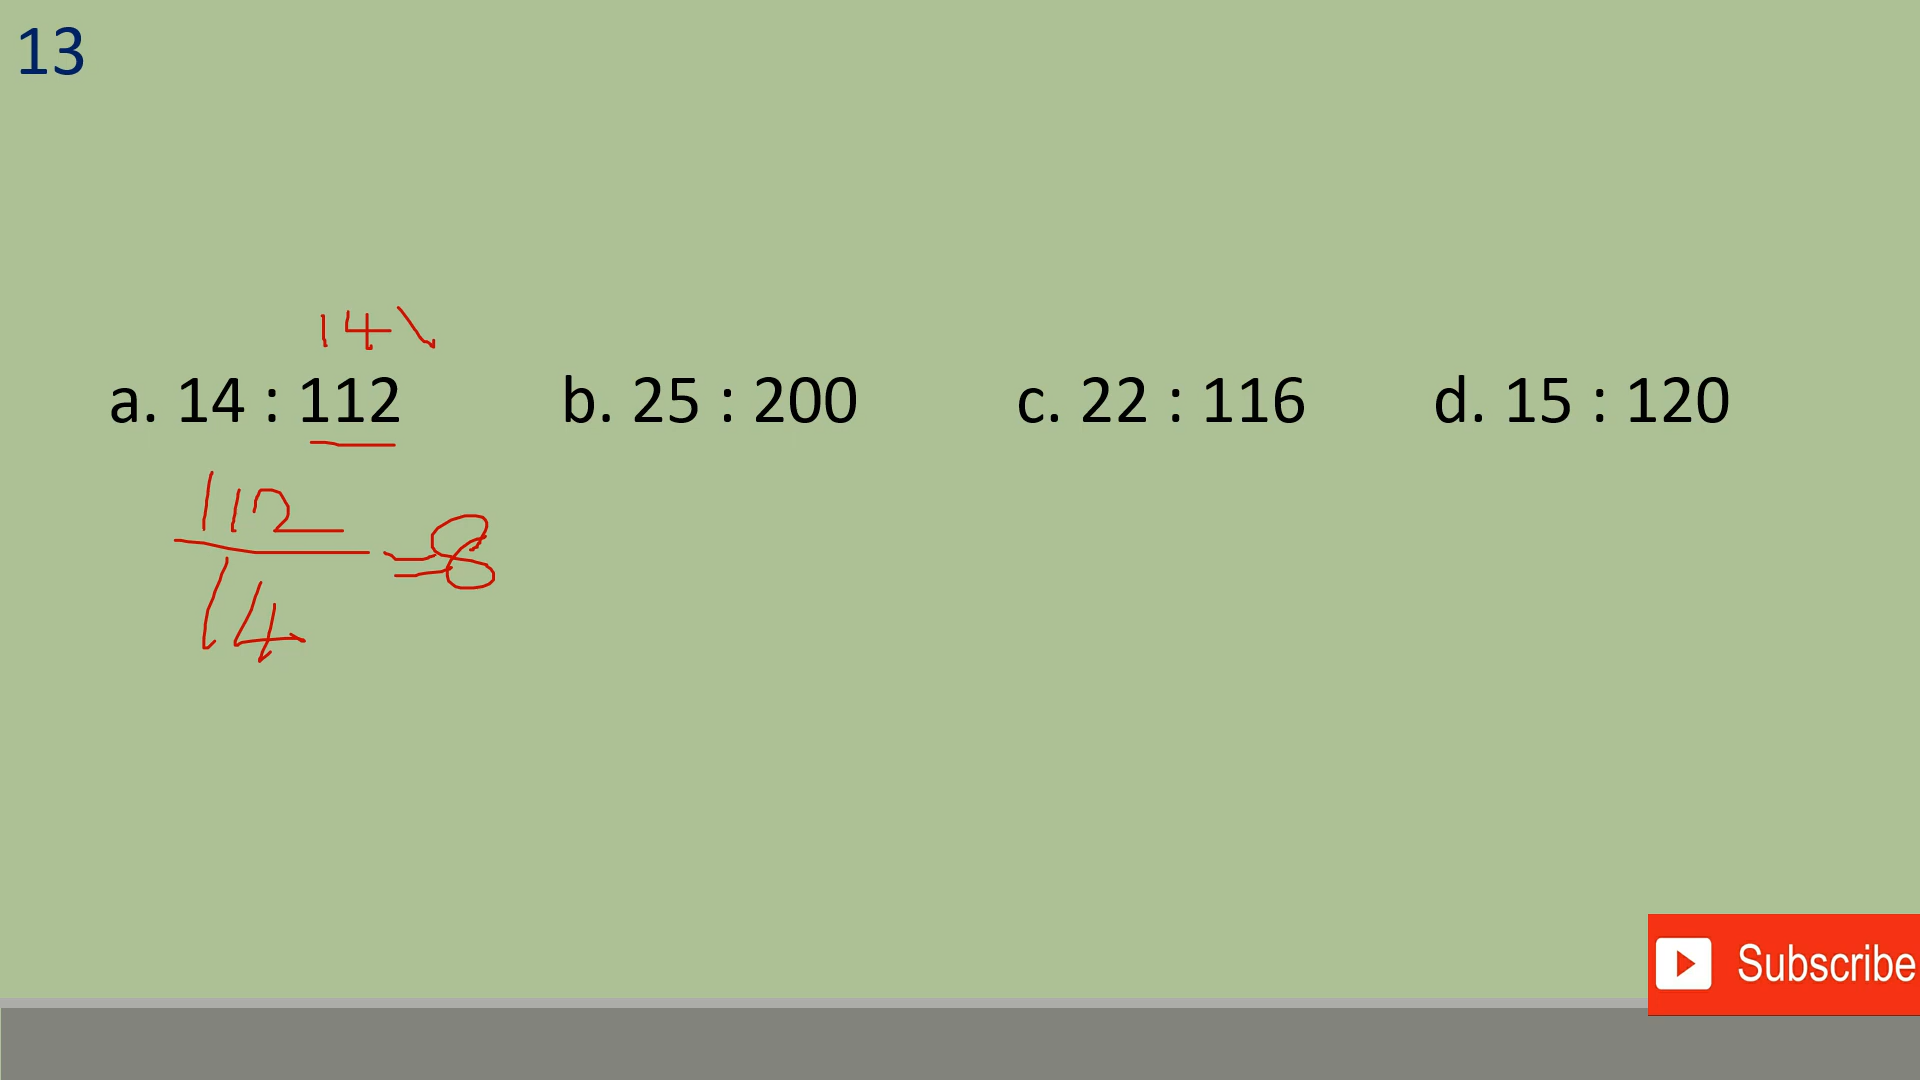 13
14
a. 14 : 112 b. 25 : 200 c. 22 : 116 d. 15 : 120
112
14
=8
Subscribe